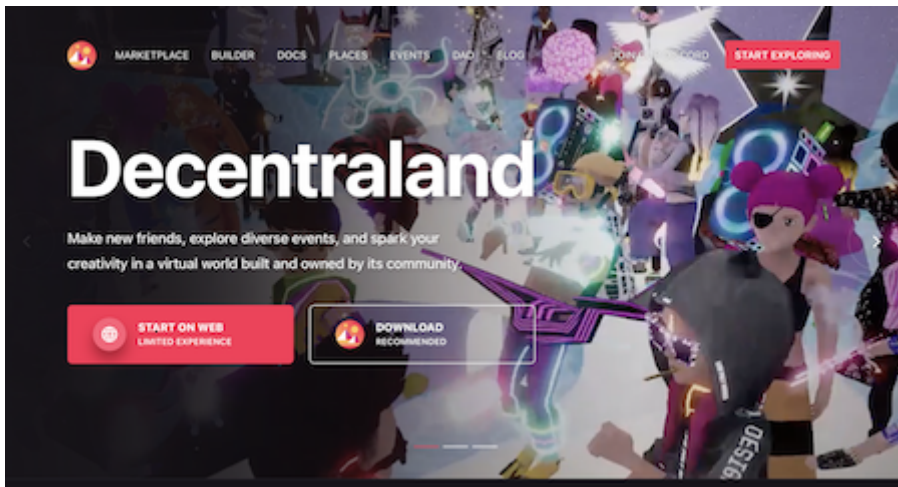 MARKETPLACE BUILDER DOCS PLACES EVENTS DAO BLOG START EXPLORING
Decentraland
Make new friends, explore diverse events, and spark your
creativity in a virtual world built and owned by its community.
START ON WEB
LIMITED EXPERIENCE
DOWNLOAD
RECOMMENDED